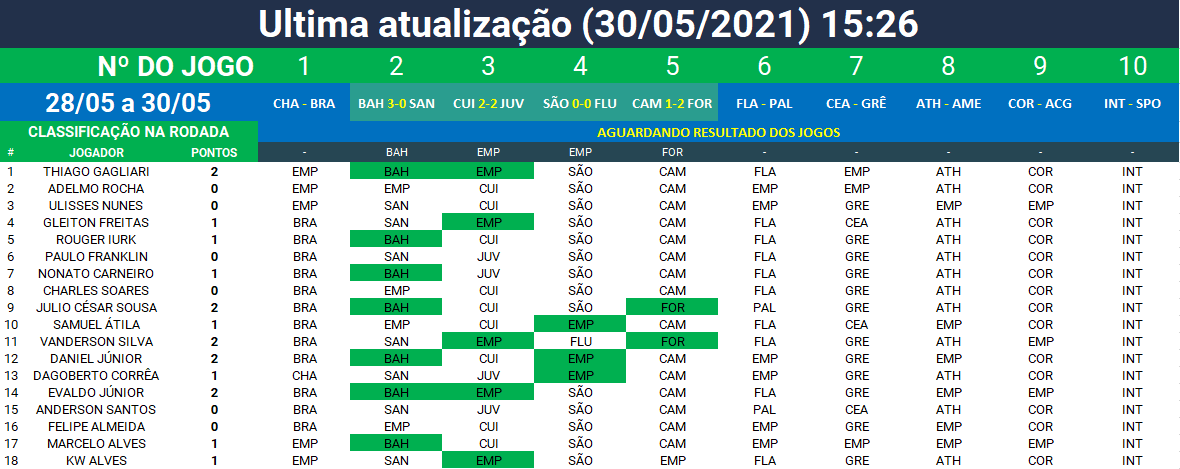 Ultima atualização (30/05/2021) 15:26
Nº DO JOGO 1 2 3 4 5 6 7 8 9 10
28/05 a 30/05 CHA - BRA BAH 3-0 SAN CUI 2-2 JUV SÃO 0-0 FLU CAM 1-2 FOR FLA - PAL CEA - GRÊ ATH - AME COR - ACG INT - SPO
CLASSIFICAÇÃO NA RODADA AGUARDANDO RESULTADO DOS JOGOS
# JOGADOR PONTOS - BAH EMP EMP FOR - - - - -
1 THIAGO GAGLIARI 2 EMP BAH EMP SÃO CAM FLA EMP ATH COR INT
2 ADELMO ROCHA 0 EMP EMP CUI SÃO CAM EMP EMP ATH COR INT
3 ULISSES NUNES 0 EMP SAN CUI SÃO CAM EMP GRE EMP EMP INT
4 GLEITON FREITAS 1 BRA SAN EMP SÃO CAM FLA CEA ATH COR INT
5 ROUGER IURK 1 BRA BAH CUI SÃO CAM FLA GRE ATH COR INT
6 PAULO FRANKLIN 0 BRA SAN JUV SÃO CAM FLA GRE ATH COR INT
7 NONATO CARNEIRO 1 BRA BAH JUV SÃO CAM FLA GRE ATH COR INT
8 CHARLES SOARES 0 BRA EMP CUI SÃO CAM FLA GRE ATH COR INT
9 JULIO CÉSAR SOUSA 2 BRA BAH CUI SÃO FOR PAL GRE ATH COR INT
10 SAMUEL ÁTILA 1 BRA EMP CUI EMP CAM FLA CEA EMP COR INT
11 VANDERSON SILVA 2 BRA SAN EMP FLU FOR FLA GRE ATH EMP INT
12 DANIEL JÚNIOR 2 BRA BAH CUI EMP CAM EMP GRE EMP COR INT
13 DAGOBERTO CORRÊA 1 CHA SAN JUV EMP CAM EMP GRE ATH COR INT
14 EVALDO JÚNIOR 2 BRA BAH EMP SÃO CAM FLA GRE EMP EMP INT
15 ANDERSON SANTOS 0 BRA SAN JUV SÃO CAM PAL CEA ATH COR INT
16 FELIPE ALMEIDA 0 BRA EMP CUI SÃO CAM FLA GRE ATH COR INT
17 MARCELO ALVES 1 EMP BAH CUI SÃO CAM EMP EMP EMP EMP INT
18 KW ALVES 1 EMP SAN EMP SÃO EMP FLA GRE ATH COR INT